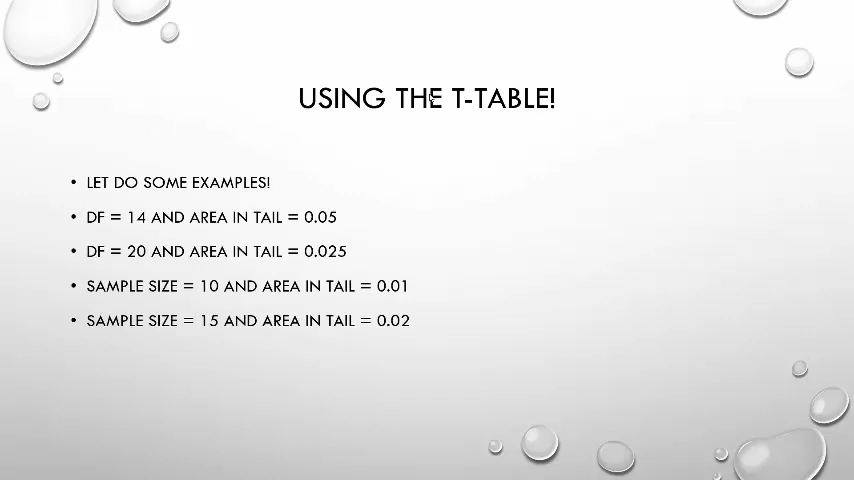 USING THE T-TABLE!
• LET DO SOME EXAMPLES!
• DF = 14 AND AREA IN TAIL = 0.05
• DF = 20 AND AREA IN TAIL = 0.025
• SAMPLE SIZE = 10 AND AREA IN TAIL = 0.01
• SAMPLE SIZE = 15 AND AREA IN TAIL = 0.02